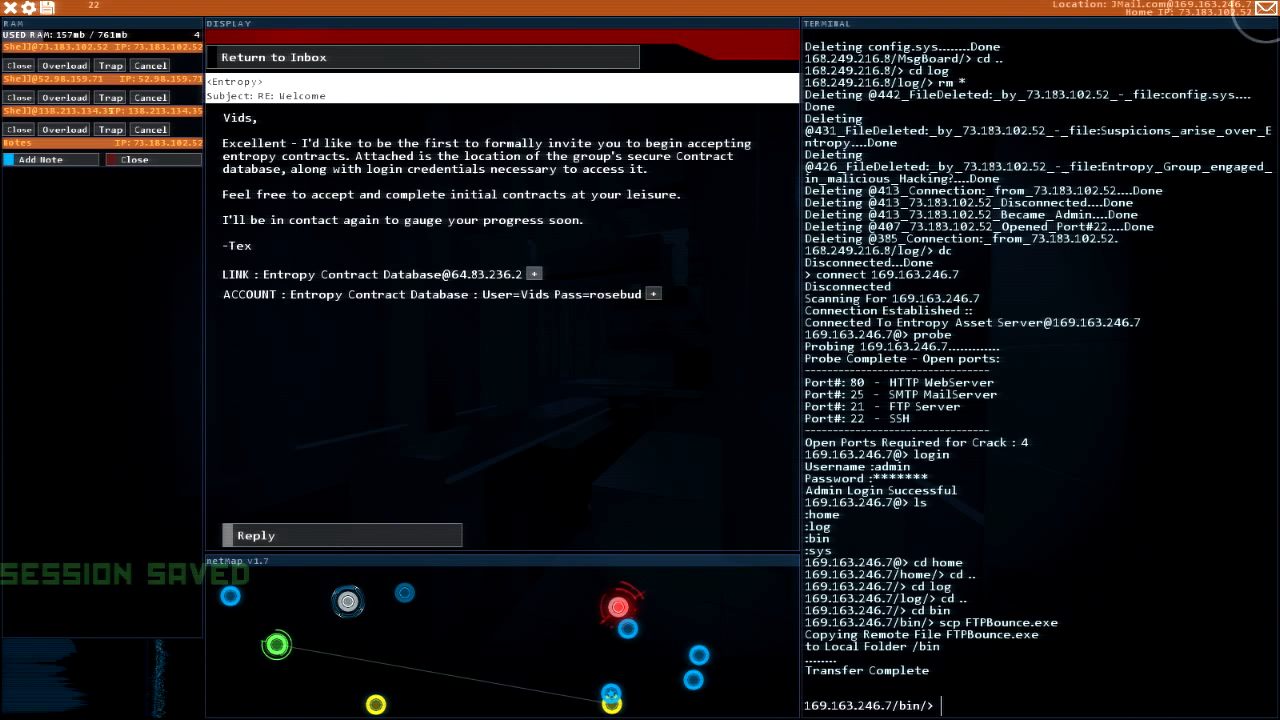 22
Location: JMail.com@169.163.246.7
Home IP: 73.183.102.52
RAM
USED RAM: 157mb / 761mb 4
Shell@73.183.102.52 IP: 73.183.102.52
Close Overload Trap Cancel
Shell@52.98.159.71 IP: 52.98.159.71
Close Overload Trap Cancel
IP: 138.213.134.35
Close Overload Trap Cancel
Notes 73.183.102.52
Add Note Close
SESSION SAVED
DISPLAY
Return to Inbox
<Entropy>
Subject: RE: Welcome
Vids,
Excellent - I'd like to be the first to formally invite you to begin accepting
entropy contracts. Attached is the location of the group's secure Contract
database, along with login credentials necessary to access it.
Feel free to accept and complete initial contracts at your leisure.
I'll be in contact again to gauge your progress soon.
-Tex
LINK : Entropy Contract Database@64.83.236.2 +
ACCOUNT : Entropy Contract Database : User=Vids Pass=rosebud +
Reply
netMap v1.7
TERMINAL
Deleting config.sys........Done
168.249.216.8/MsgBoard/> cd ..
168.249.216.8/> cd log
168.249.216.8/log/> rm *
Deleting @442_FileDeleted:_by_73.183.102.52_-_file:config.sys....
Done
Deleting
@431_FileDeleted:_by_73.183.102.52_-_file:Suspicions_arise_over_E
ntropy....Done
Deleting
@426_FileDeleted:_by_73.183.102.52_-_file:Entropy_Group_engaged_
in_malicious_Hacking?....Done
Deleting @413_Connection:_from_73.183.102.52....Done
Deleting @413_73.183.102.52_Disconnected....Done
Deleting @413_73.183.102.52_Became_Admin....Done
Deleting @407_73.183.102.52_Opened_Port#22....Done
Deleting @385_Connection:_from_73.183.102.52.
168.249.216.8/log/> dc
Disconnected...Done
> connect 169.163.246.7
Disconnected
Scanning For 169.163.246.7
Connection Established ::
Connected To Entropy Asset Server@169.163.246.7
169.163.246.7@> probe
Probing 169.163.246.7............
Probe Complete - Open ports:
---------------------------------
Port#: 80 - HTTP WebServer
Port#: 25 - SMTP MailServer
Port#: 21 - FTP Server
Port#: 22 - SSH
---------------------------------
Open Ports Required for Crack : 4
169.163.246.7@> login
Username :admin
Password :*******
Admin Login Successful
169.163.246.7@> ls
:home
:log
:bin
:sys
169.163.246.7@> cd home
169.163.246.7/home/> cd ..
169.163.246.7/> cd log
169.163.246.7/log/> cd ..
169.163.246.7/> cd bin
169.163.246.7/bin/> scp FTPBounce.exe
Copying Remote File FTPBounce.exe
to Local Folder /bin
........
Transfer Complete
169.163.246.7/bin/>